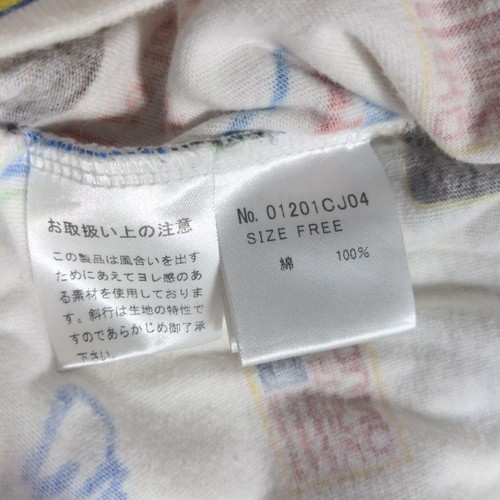 お取扱い上の注意
この製品は風合いを出す
ためにあえてヨレ感のあ
る素材を使用しておりま
す。斜行は生地の特性で
すのであらかじめ御了承
下さい。
No. 01201CJ04
SIZE FREE
綿 100%